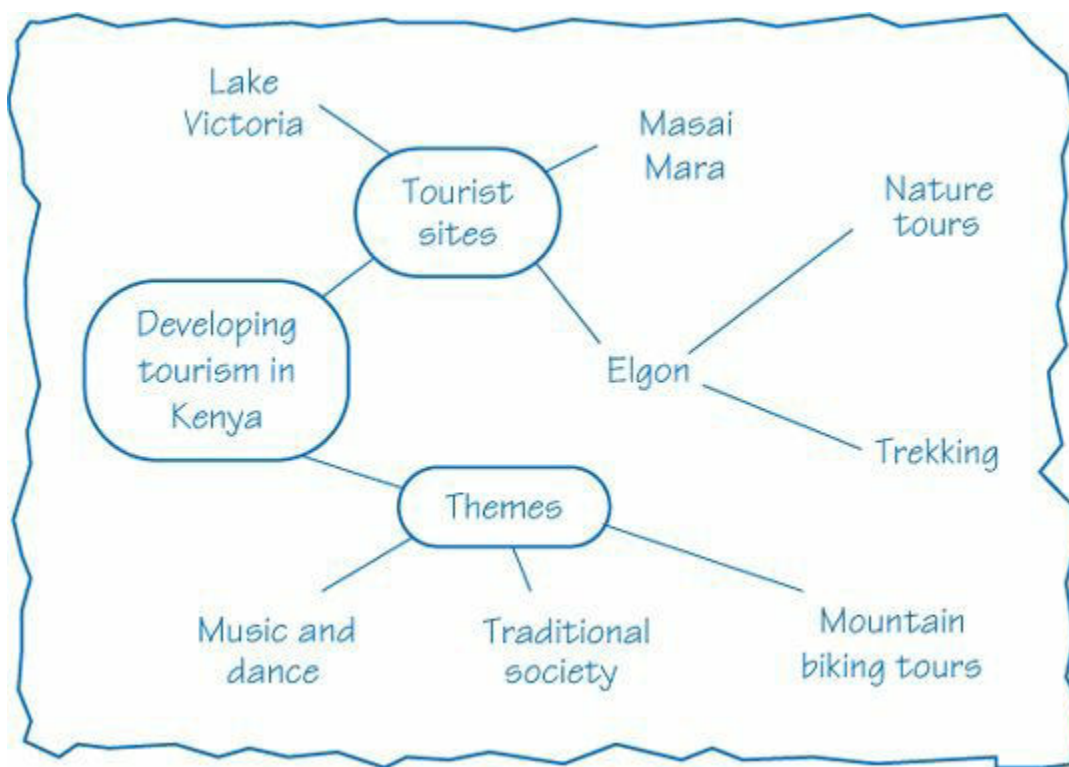 Lake
Victoria
Masai
Mara
Tourist
sites
Nature
tours
Developing
tourism in
Kenya
Elgon
Trekking
Themes
Music and
dance
Traditional
society
Mountain
biking tours